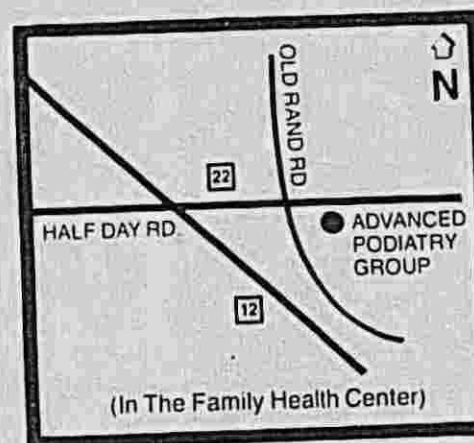 N
OLD RAND RD
22
HALF DAY RD.
ADVANCED
PODIATRY
GROUP
12
(In The Family Health Center)